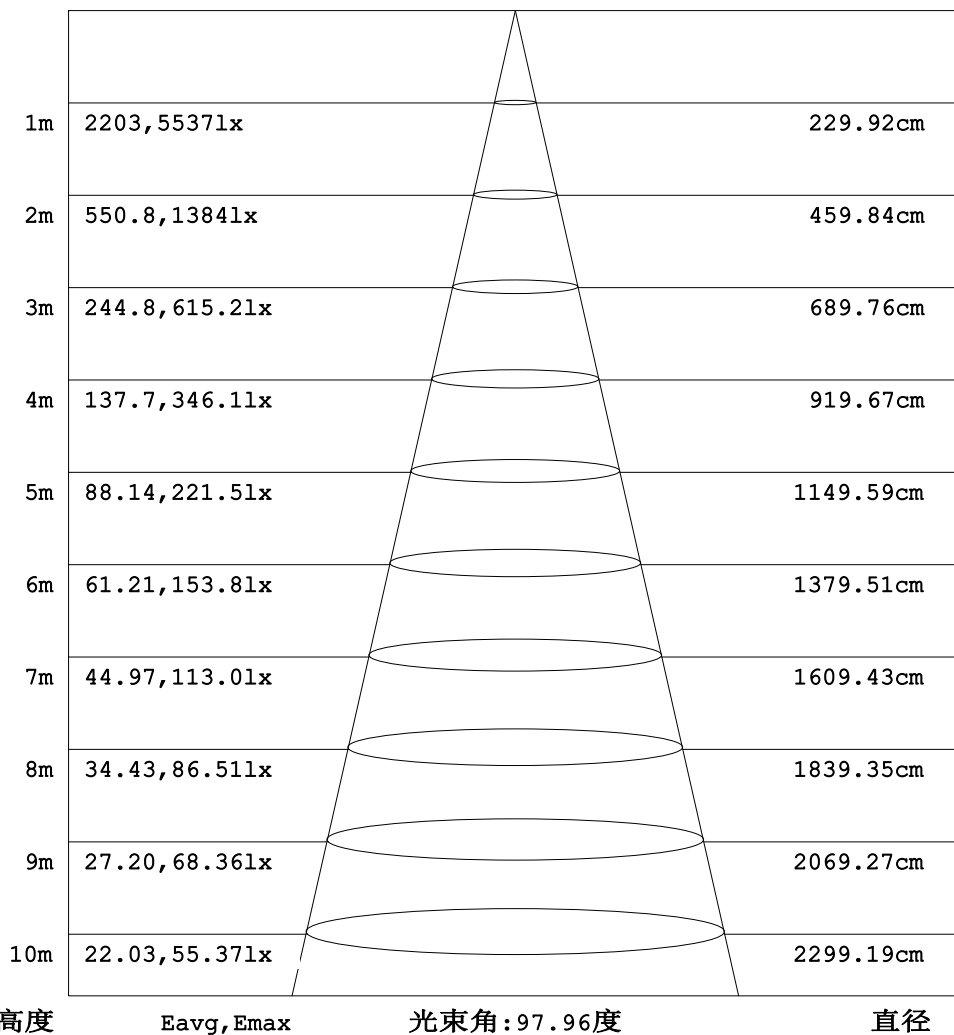 1m 2203,5537lx 229.92cm
2m 550.8,1384lx 459.84cm
3m 244.8,615.2lx 689.76cm
4m 137.7,346.1lx 919.67cm
5m 88.14,221.5lx 1149.59cm
6m 61.21,153.8lx 1379.51cm
7m 44.97,113.0lx 1609.43cm
8m 34.43,86.51lx 1839.35cm
9m 27.20,68.36lx 2069.27cm
10m 22.03,55.37lx 2299.19cm
高度 Eavg,Emax 光束角:97.96度 直径